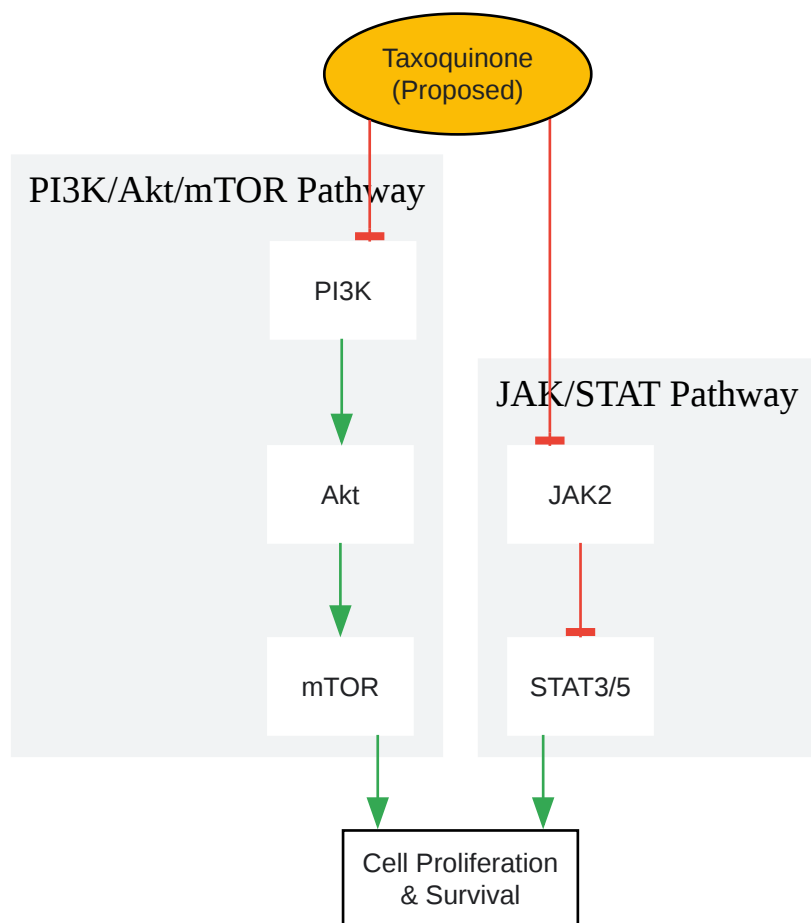 Taxoquinone
(Proposed)
PI3K/Akt/mTOR Pathway
PI3K
JAK/STAT Pathway
Akt
JAK2
mTOR
STAT3/5
Cell Proliferation
& Survival